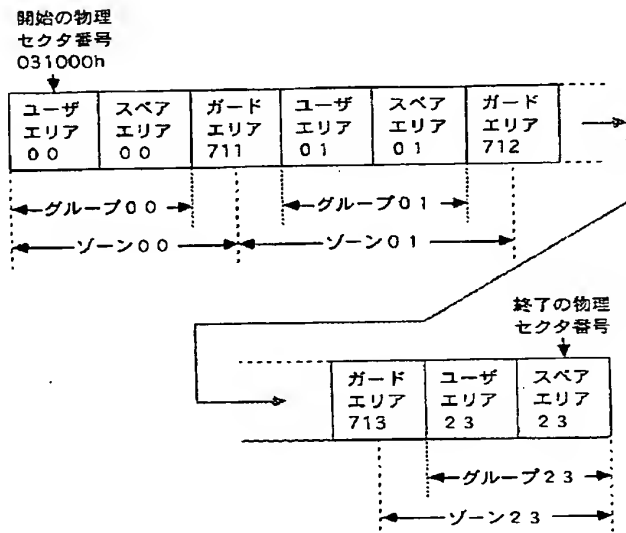 開始の物理
セクタ番号
031000h
ユーザ
エリア
００
スペア
エリア
００
ガード
エリア
711
ユーザ
エリア
０１
スペア
エリア
０１
ガード
エリア
712
グループ００
グループ０１
ゾーン００
ゾーン０１
終了の物理
セクタ番号
ガード
エリア
713
ユーザ
エリア
２３
スペア
エリア
２３
グループ２３
ゾーン２３